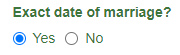 Exact date of marriage?
Yes No